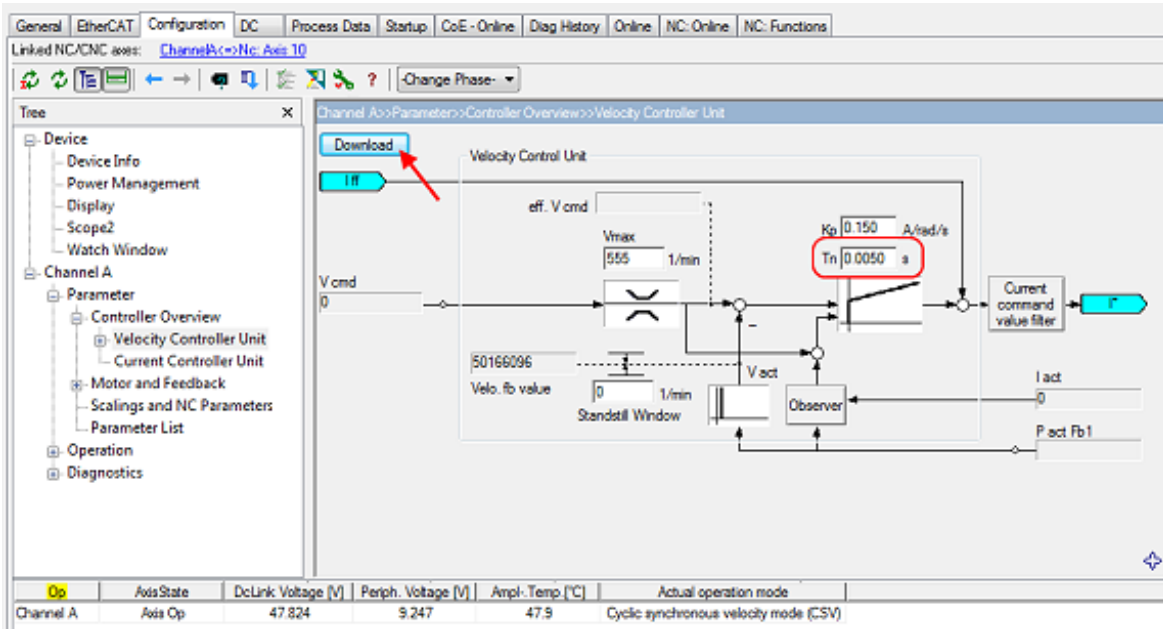 General EtherCAT Configuration DC Process Data Startup CoE - Online Diag History Online NC: Online NC: Functions
Linked NC/CNC axes: ChannelA<=>Nc: Axis 10
? -Change Phase-
Tree x
Channel A>>Parameter>>Controller Overview>>Velocity Controller Unit
Device
Device Info
Power Management
Display
Scope2
Watch Window
Channel A
Parameter
Controller Overview
Velocity Controller Unit
Current Controller Unit
Motor and Feedback
Scalings and NC Parameters
Parameter List
Operation
Diagnostics
Download
Velocity Control Unit
I ff
eff. V cmd
Kp 0.150 A/rad/s
Vmax
555 1/min
Tn 0.0050 s
V cmd
0
Current
command
value filter
I*
50166096
Velo. fb value
0 1/min
Standstill Window
V act
Observer
I act
0
P act Fb1
Op Axis State DcLink Voltage [V] Periph. Voltage [V] Ampl.-Temp.[°C] Actual operation mode
Channel A Axis Op 47.824 9.247 47.9 Cyclic synchronous velocity mode (CSV)